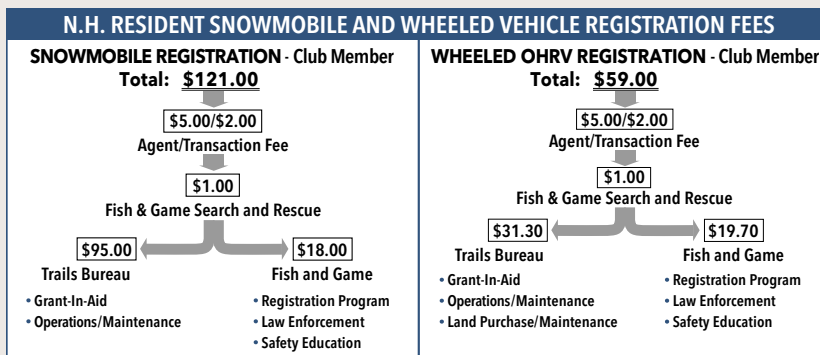 N.H. RESIDENT SNOWMOBILE AND WHEELED VEHICLE REGISTRATION FEES
SNOWMOBILE REGISTRATION - Club Member
Total: $121.00
$5.00/$2.00
Agent/Transaction Fee
$1.00
Fish & Game Search and Rescue
$95.00
Trails Bureau
• Grant-In-Aid
• Operations/Maintenance
$18.00
Fish and Game
• Registration Program
• Law Enforcement
• Safety Education
WHEELED OHRV REGISTRATION - Club Member
Total: $59.00
$5.00/$2.00
Agent/Transaction Fee
$1.00
Fish & Game Search and Rescue
$31.30
Trails Bureau
• Grant-In-Aid
• Operations/Maintenance
• Land Purchase/Maintenance
$19.70
Fish and Game
• Registration Program
• Law Enforcement
• Safety Education